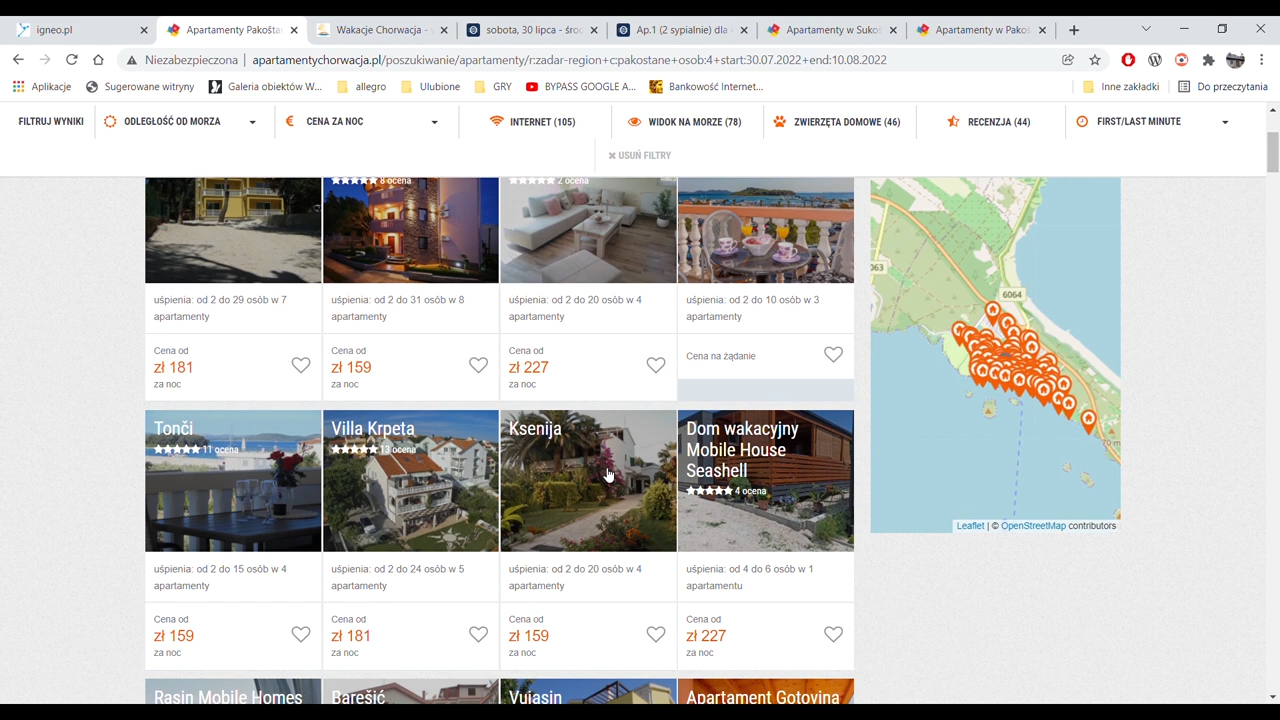 igneo.pl
Apartamenty Pakošta
Wakacje Chorwacja -
sobota, 30 lipca - śro
Ap.1 (2 sypialnie) dla
Apartamenty w Suko
Apartamenty w Pako
Niezabezpieczona | apartamentychorwacja.pl/poszukiwanie/apartamenty/r:zadar-region+c:pakostane+osob:4+start:30.07.2022+end:10.08.2022
Aplikacje
Sugerowane witryny
Galeria obiektów W...
allegro
Ulubione
GRY
BYPASS GOOGLE A...
Bankowość Internet...
Inne zakładki
Do przeczytania
FILTRUJ WYNIKI
ODLEGŁOŚĆ OD MORZA
CENA ZA NOC
INTERNET (105)
WIDOK NA MORZE (78)
ZWIERZĘTA DOMOWE (46)
RECENZJA (44)
FIRST/LAST MINUTE
✖ USUŃ FILTRY
8 ocena
2 ocena
uśpienia: od 2 do 29 osób w 7
apartamenty
uśpienia: od 2 do 31 osób w 8
apartamenty
uśpienia: od 2 do 20 osób w 4
apartamenty
uśpienia: od 2 do 10 osób w 3
apartamenty
Cena od
zł 181
za noc
Cena od
zł 159
za noc
Cena od
zł 227
za noc
Cena na żądanie
Tonči
11 ocena
Villa Krpeta
13 ocena
Ksenija
Dom wakacyjny
Mobile House
Seashell
4 ocena
uśpienia: od 2 do 15 osób w 4
apartamenty
uśpienia: od 2 do 24 osób w 5
apartamenty
uśpienia: od 2 do 20 osób w 4
apartamenty
uśpienia: od 4 do 6 osób w 1
apartamentu
Cena od
zł 159
za noc
Cena od
zł 181
za noc
Cena od
zł 159
za noc
Cena od
zł 227
za noc
Rasin Mobile Homes
Barešić
Vujasin
Apartament Gotovina
063
6064
70 m
Leaflet | © OpenStreetMap contributors